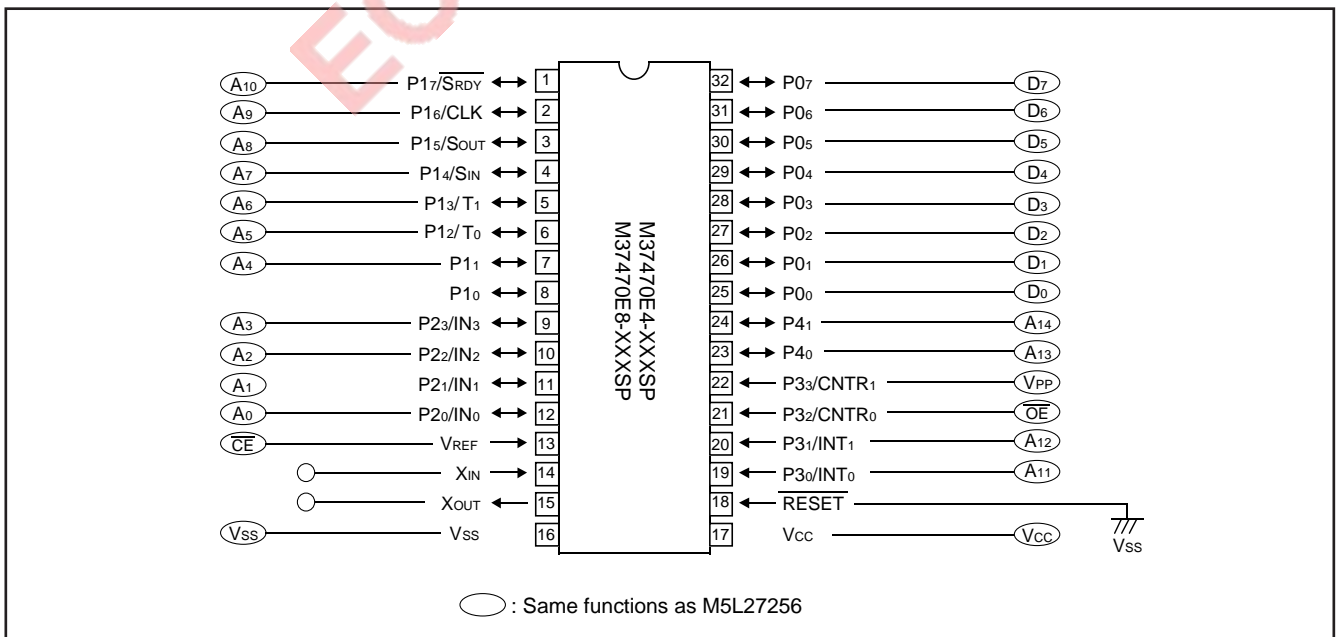 A10 P17/SRDY 1 32 P07 D7
A9 P16/CLK 2 31 P06 D6
A8 P15/SOUT 3 30 P05 D5
A7 P14/SIN 4 29 P04 D4
A6 P13/T1 5 28 P03 D3
A5 P12/T0 6 27 P02 D2
A4 P11 7 26 P01 D1
P10 8 25 P00 D0
A3 P23/IN3 9 24 P41 A14
A2 P22/IN2 10 23 P40 A13
A1 P21/IN1 11 22 P33/CNTR1 VPP
A0 P20/IN0 12 21 P32/CNTR0 OE
CE VREF 13 20 P31/INT1 A12
XIN 14 19 P30/INT0 A11
XOUT 15 18 RESET
VSS VSS 16 17 VCC VCC
VSS
M37470E4-XXXSP
M37470E8-XXXSP
: Same functions as M5L27256